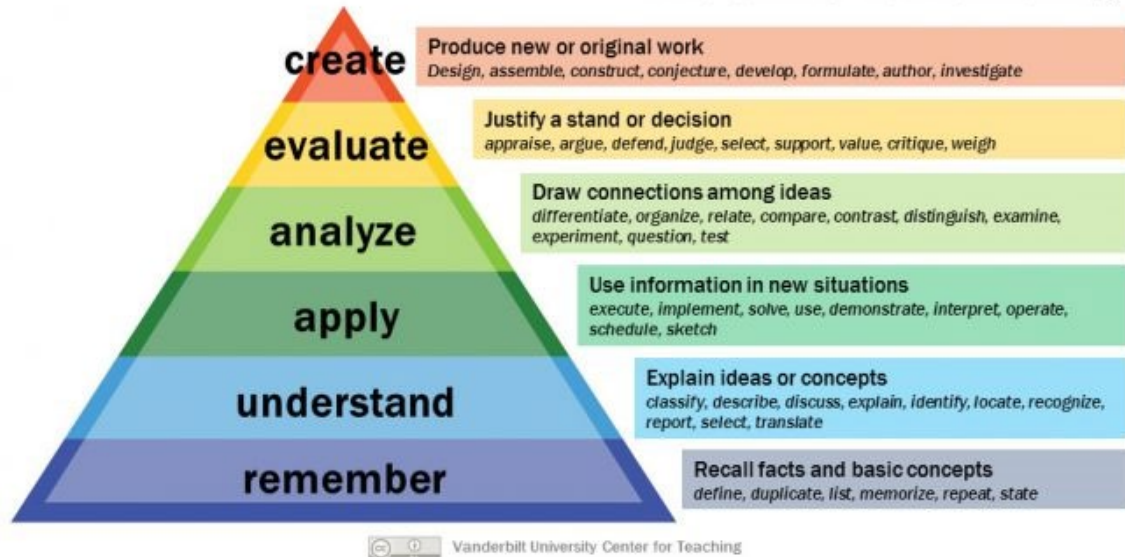 create
Produce new or original work
Design, assemble, construct, conjecture, develop, formulate, author, investigate
evaluate
Justify a stand or decision
appraise, argue, defend, judge, select, support, value, critique, weigh
analyze
Draw connections among ideas
differentiate, organize, relate, compare, contrast, distinguish, examine,
experiment, question, test
apply
Use information in new situations
execute, implement, solve, use, demonstrate, interpret, operate,
schedule, sketch
understand
Explain ideas or concepts
classify, describe, discuss, explain, identify, locate, recognize,
report, select, translate
remember
Recall facts and basic concepts
define, duplicate, list, memorize, repeat, state
cc
Vanderbilt University Center for Teaching